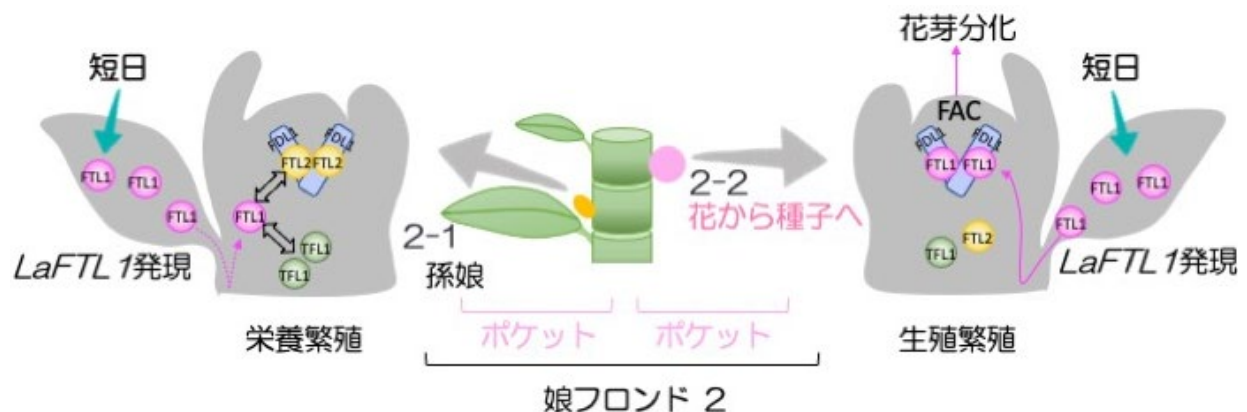 短日
FTL1
FTL1
FTL1
LaFTL1発現
FDL1
FDL1
FTL2
FTL2
FTL1
TFL1
TFL1
栄養繁殖
2-1
孫娘
2-2
花から種子へ
ポケット
ポケット
娘フロンド 2
花芽分化
FAC
FDL1
FDL1
FTL1
FTL1
TFL1
FTL2
短日
FTL1
FTL1
FTL1
LaFTL1発現
生殖繁殖